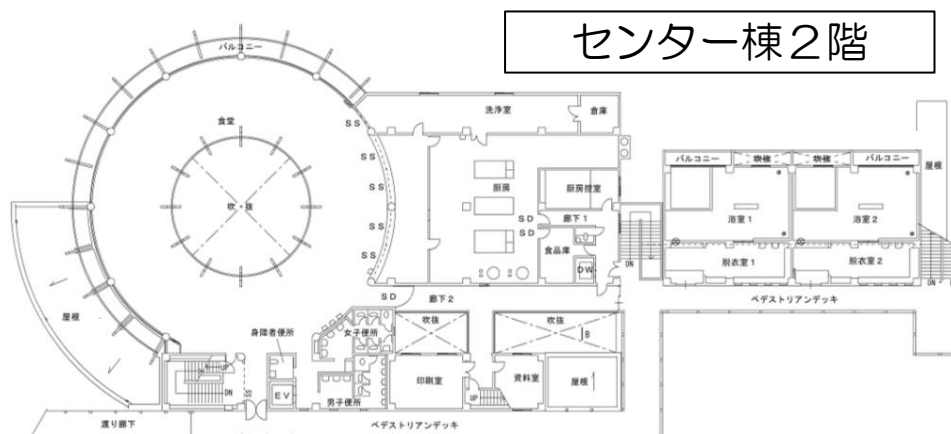 センター棟2階
バルコニー
洗浄室
倉庫
食堂
SS
SS
SS
SS
SS
吹・抜
厨房
厨房控室
SD
廊下1
SD
食品庫
DW
DN
バルコニー
吹抜
吹抜
バルコニー
屋根
浴室1
浴室2
脱衣室1
脱衣室2
DN
ペデストリアンデッキ
SD
廊下2
屋根
身障者便所
女子便所
吹抜
吹抜
UP
DN
SS
EV
男子便所
印刷室
UP
資料室
屋根
渡り廊下
ペデストリアンデッキ